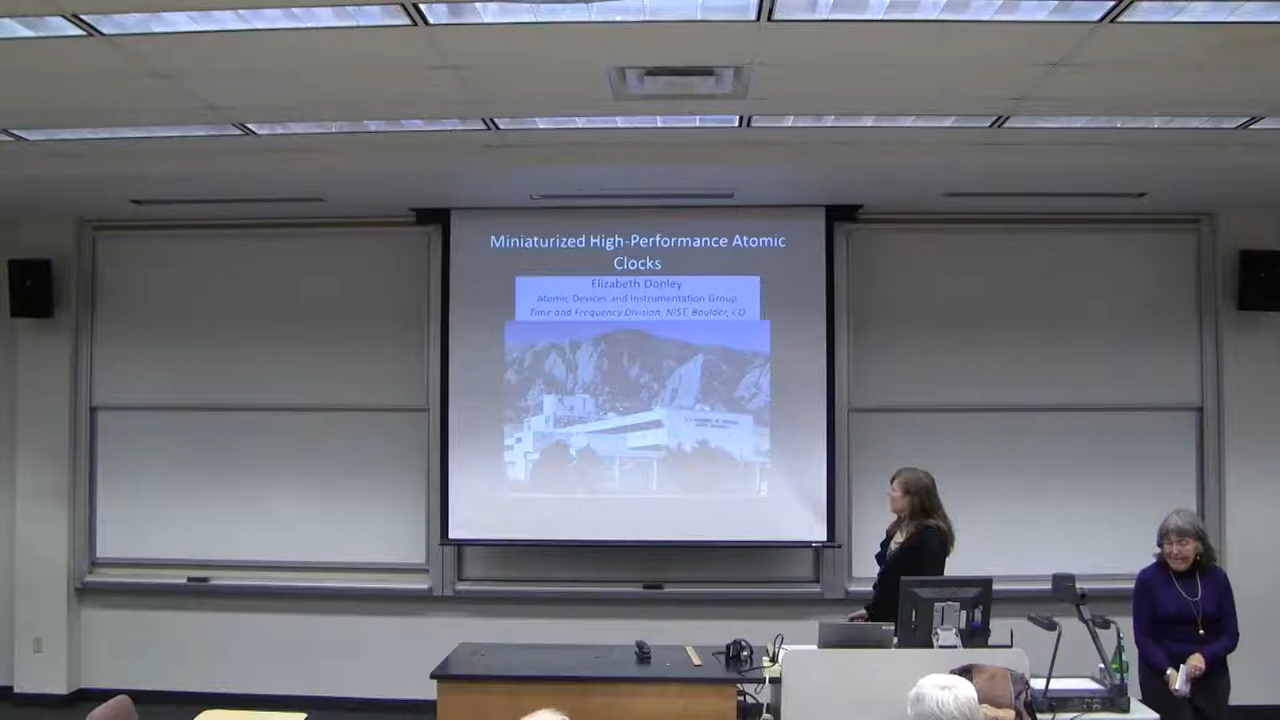 Miniaturized High-Performance Atomic
Clocks
Elizabeth Donley
Atomic Devices and Instrumentation Group
Time and Frequency Division, NIST, Boulder, CO